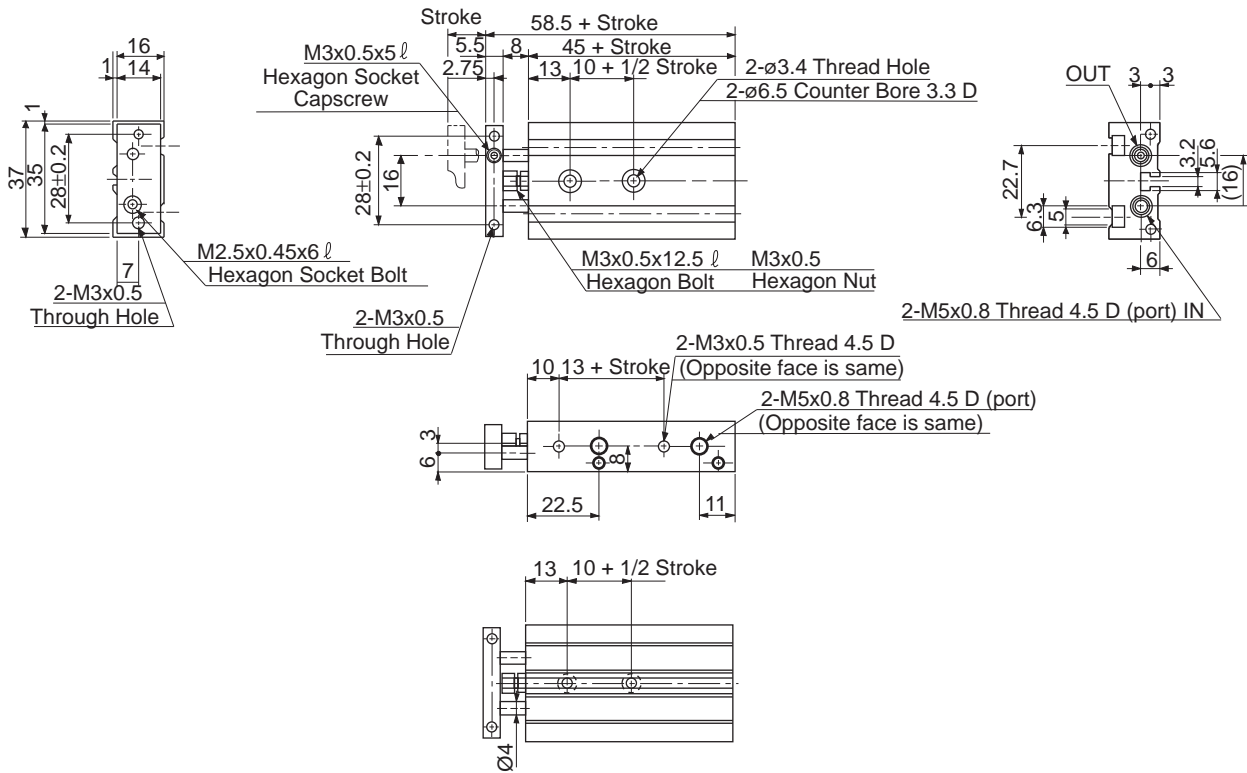 Stroke
58.5 + Stroke
5.5
8
45 + Stroke
2.75
13
10 + 1/2 Stroke
M3x0.5x5 ℓ
Hexagon Socket
Capscrew
2-ø3.4 Thread Hole
2-ø6.5 Counter Bore 3.3 D
16
1
14
1
37
35
28±0.2
7
M2.5x0.45x6 ℓ
Hexagon Socket Bolt
2-M3x0.5
Through Hole
28±0.2
16
M3x0.5x12.5 ℓ
Hexagon Bolt
M3x0.5
Hexagon Nut
2-M3x0.5
Through Hole
OUT
3
3
22.7
3.2
5.6
(16)
6.3
5
6
2-M5x0.8 Thread 4.5 D (port) IN
10
13 + Stroke
2-M3x0.5 Thread 4.5 D
(Opposite face is same)
2-M5x0.8 Thread 4.5 D (port)
(Opposite face is same)
3
6
8
22.5
11
13
10 + 1/2 Stroke
Ø4